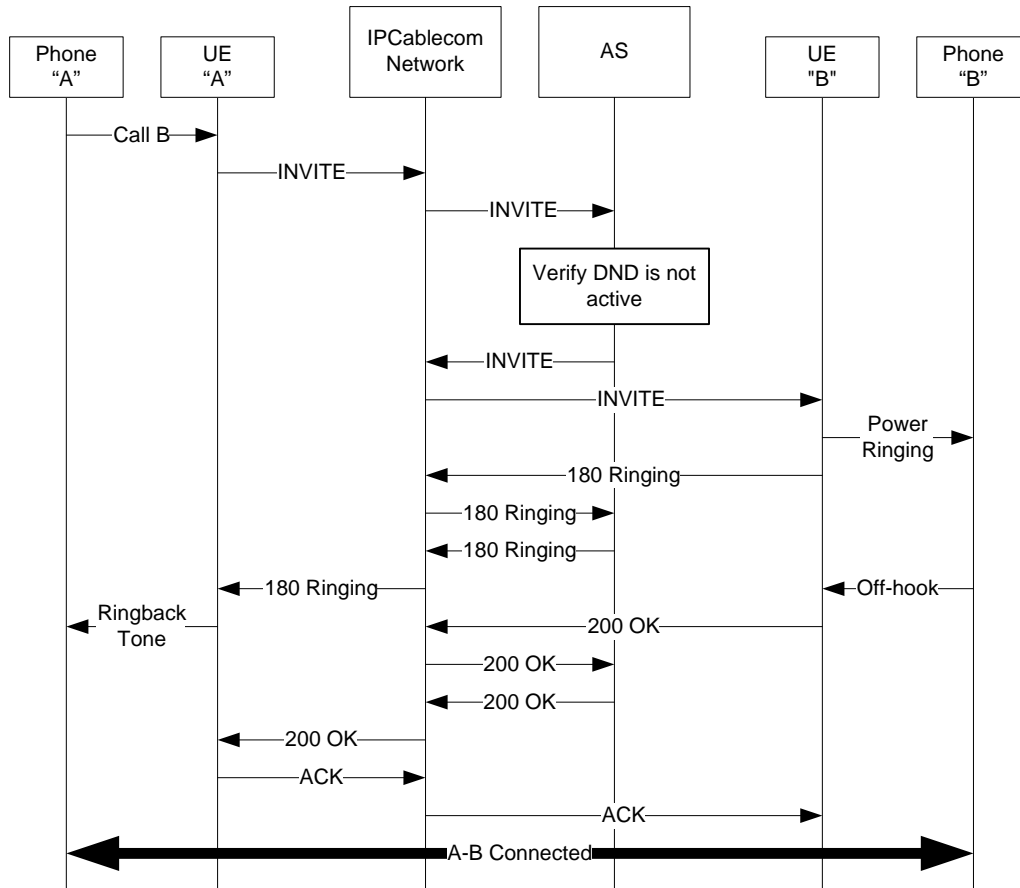 Phone
“A”
UE
“A”
IPCablecom
Network
AS
UE
"B"
Phone
“B”
Call B
INVITE
INVITE
Verify DND is not
active
INVITE
INVITE
Power
Ringing
180 Ringing
180 Ringing
180 Ringing
180 Ringing
Off-hook
Ringback
Tone
200 OK
200 OK
200 OK
200 OK
ACK
ACK
A-B Connected